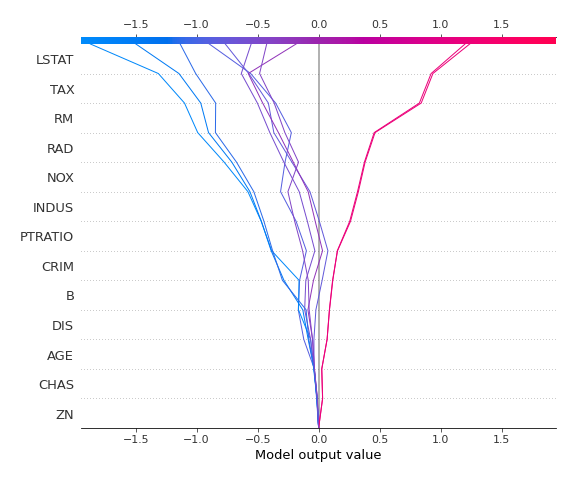 −1.5 −1.0 −0.5 0.0 0.5 1.0 1.5
LSTAT
TAX
RM
RAD
NOX
INDUS
PTRATIO
CRIM
B
DIS
AGE
CHAS
ZN
−1.5 −1.0 −0.5 0.0 0.5 1.0 1.5
Model output value